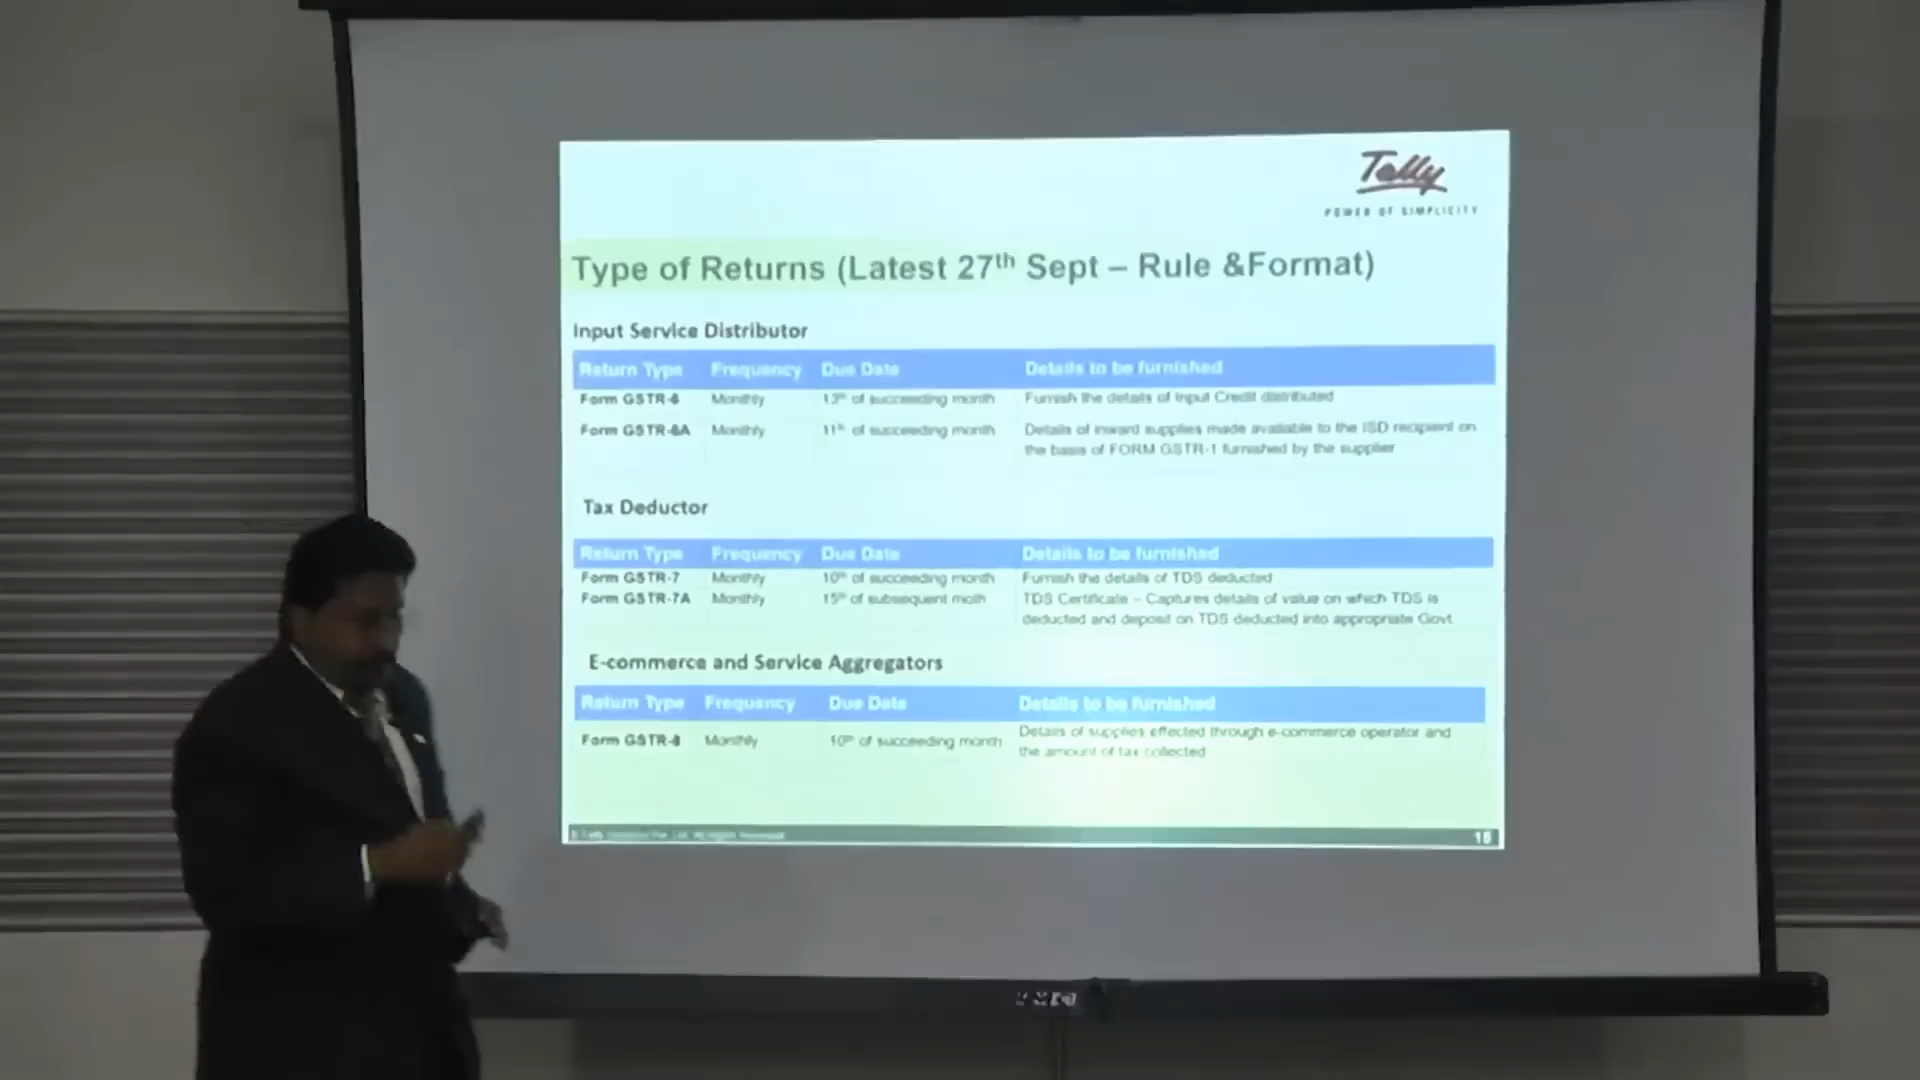 Tally
POWER OF SIMPLICITY
Type of Returns (Latest 27th Sept – Rule &Format)
Input Service Distributor
Return Type Frequency Due Date Details to be furnished
Form GSTR-6 Monthly 13th of succeeding month Furnish the details of Input Credit distributed
Form GSTR-6A Monthly 11th of succeeding month Details of inward supplies made available to the ISD recipient on
the basis of FORM GSTR-1 furnished by the supplier
Tax Deductor
Return Type Frequency Due Date Details to be furnished
Form GSTR-7 Monthly 10th of succeeding month Furnish the details of TDS deducted
Form GSTR-7A Monthly 15th of subsequent moth TDS Certificate – Captures details of value on which TDS is
deducted and deposit on TDS deducted into appropriate Govt
E-commerce and Service Aggregators
Return Type Frequency Due Date Details to be furnished
Form GSTR-8 Monthly 10th of succeeding month Details of supplies effected through e-commerce operator and
the amount of tax collected
© Tally Solutions Pvt. Ltd. All Rights Reserved